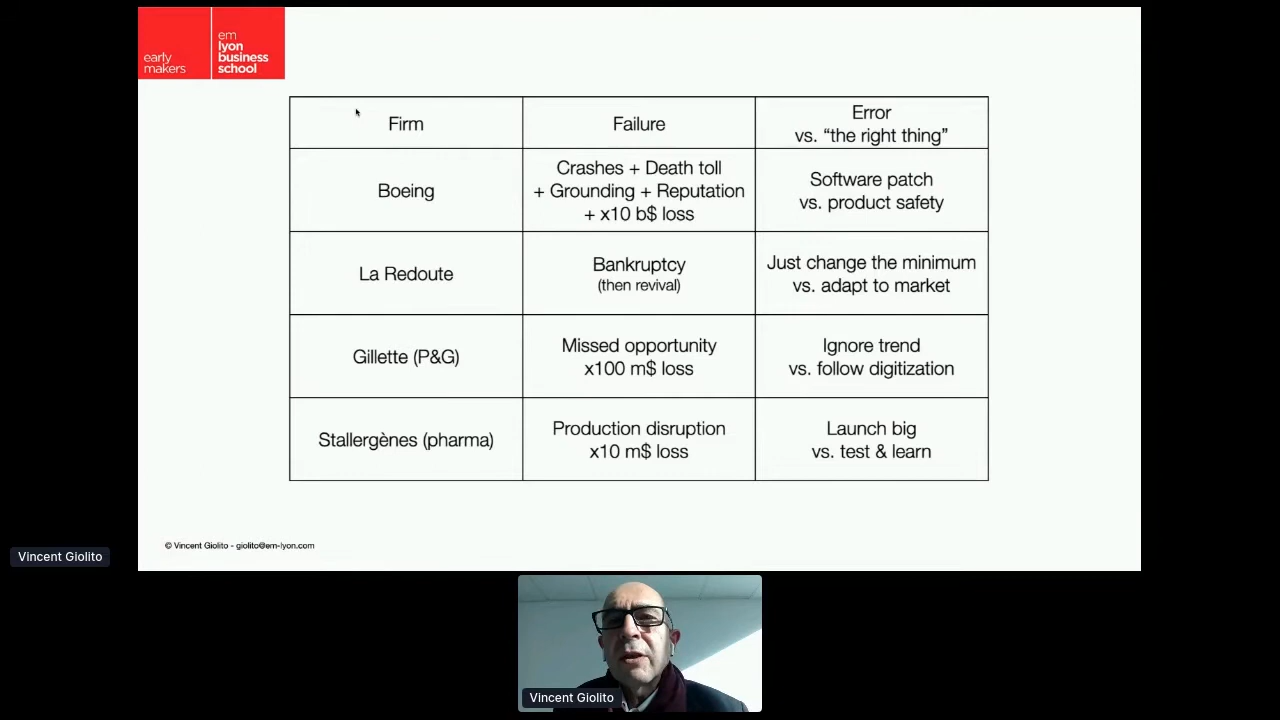 early
makers
em
lyon
business
school
Firm
Failure
Error
vs. “the right thing”
Boeing
Crashes + Death toll
+ Grounding + Reputation
+ x10 b$ loss
Software patch
vs. product safety
La Redoute
Bankruptcy
(then revival)
Just change the minimum
vs. adapt to market
Gillette (P&G)
Missed opportunity
x100 m$ loss
Ignore trend
vs. follow digitization
Stallergènes (pharma)
Production disruption
x10 m$ loss
Launch big
vs. test & learn
© Vincent Giolito - giolito@em-lyon.com
Vincent Giolito
Vincent Giolito